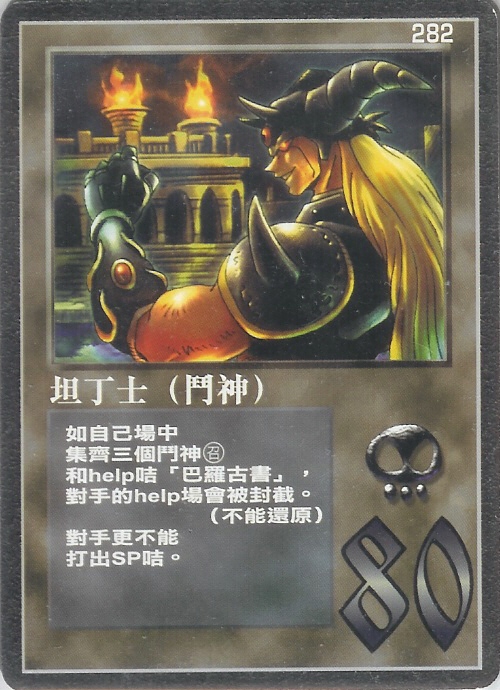 282
坦丁士（鬥神）
如自己場中
集齊三個鬥神㊂
和help咭「巴羅古書」，
對手的help場會被封截。
（不能還原）
對手更不能
打出SP咭。
80